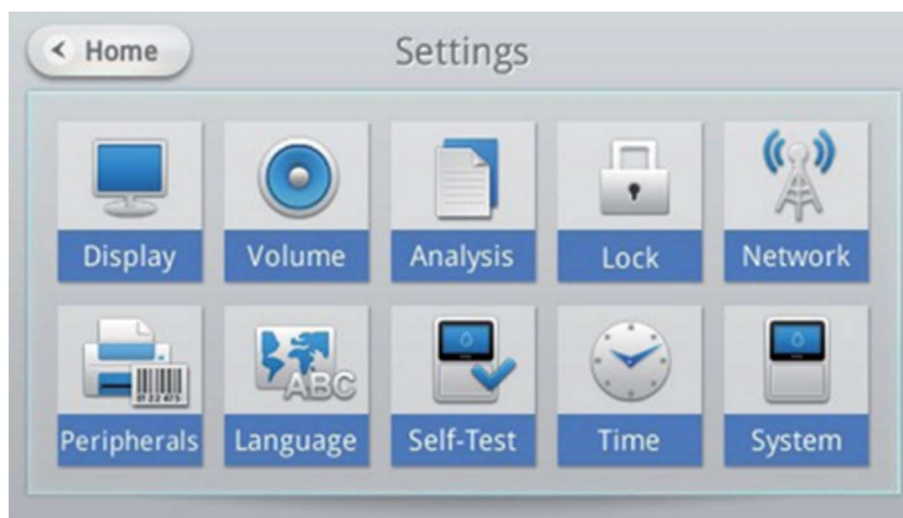 Home
Settings
Display
Volume
Analysis
Lock
Network
Peripherals
Language
ABC
Self-Test
Time
System